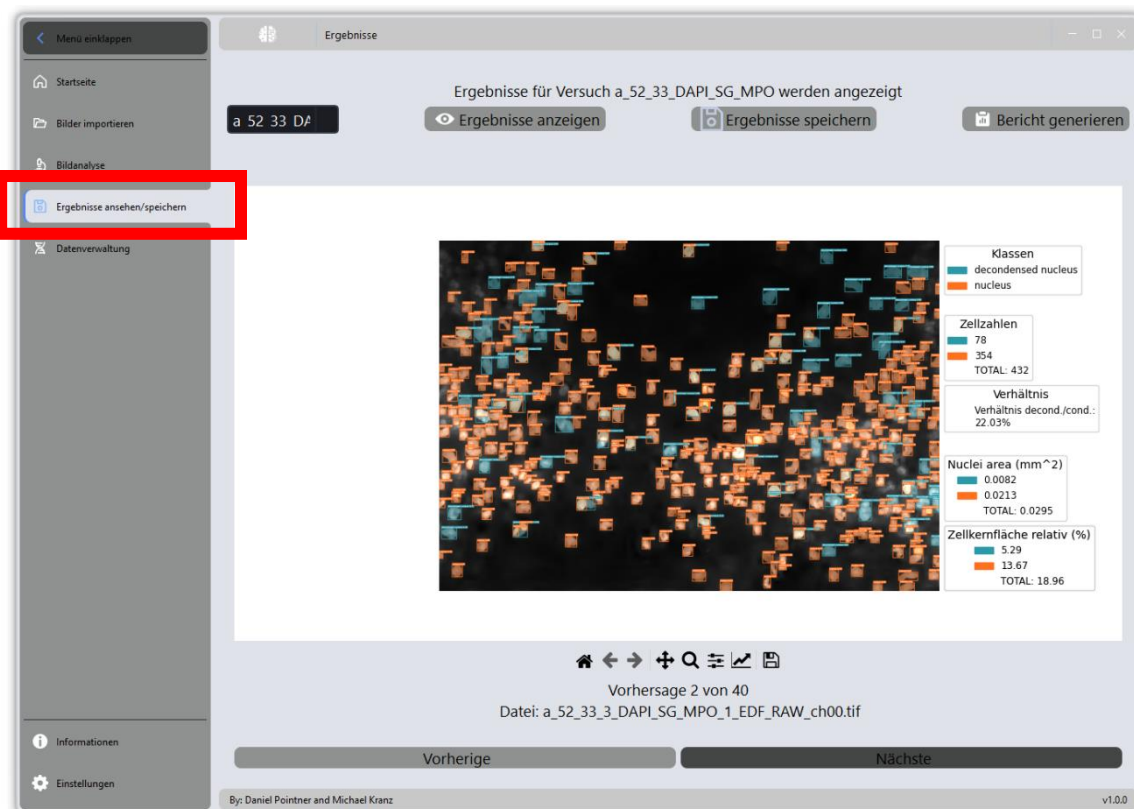 Menü einklappen
Ergebnisse
Startseite
Bilder importieren
Bildanalyse
Ergebnisse ansehen/speichern
Datenverwaltung
Informationen
Einstellungen
Ergebnisse für Versuch a_52_33_DAPI_SG_MPO werden angezeigt
a_52_33_DA
Ergebnisse anzeigen
Ergebnisse speichern
Bericht generieren
Klassen
decondensed nucleus
nucleus
Zellzahlen
78
354
TOTAL: 432
Verhältnis
Verhältnis decond./cond.:
22.03%
Nuclei area (mm^2)
0.0082
0.0213
TOTAL: 0.0295
Zellkernfläche relativ (%)
5.29
13.67
TOTAL: 18.96
Vorhersage 2 von 40
Datei: a_52_33_3_DAPI_SG_MPO_1_EDF_RAW_ch00.tif
Vorherige
Nächste
By: Daniel Pointner and Michael Kranz
v1.0.0